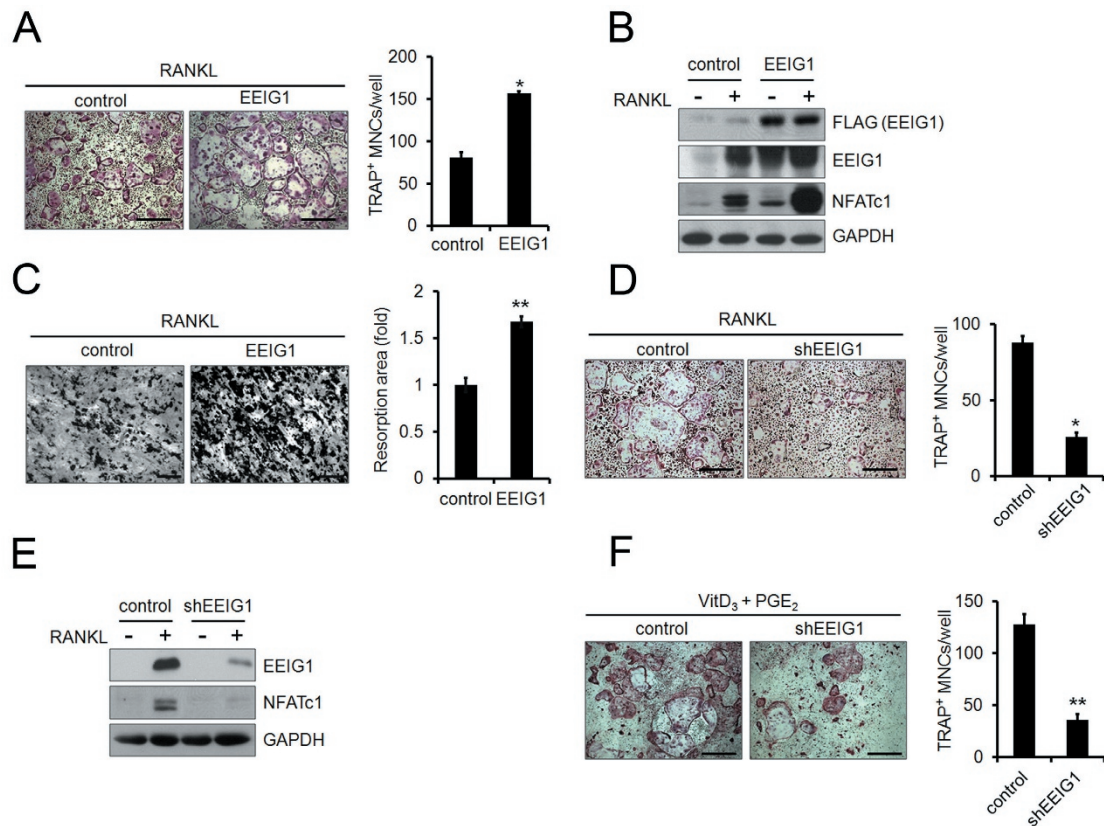 A
RANKL
control EEIG1
TRAP+ MNCs/well
200
150
100
50
0
*
control EEIG1
B
control EEIG1
RANKL - + - +
FLAG (EEIG1)
EEIG1
NFATc1
GAPDH
C
RANKL
control EEIG1
Resorption area (fold)
2
1.5
1
0.5
0
**
control EEIG1
D
RANKL
control shEEIG1
TRAP+ MNCs/well
100
50
0
*
control
shEEIG1
E
control shEEIG1
RANKL - + - +
EEIG1
NFATc1
GAPDH
F
VitD₃ + PGE₂
control shEEIG1
TRAP+ MNCs/well
150
100
50
0
**
control
shEEIG1